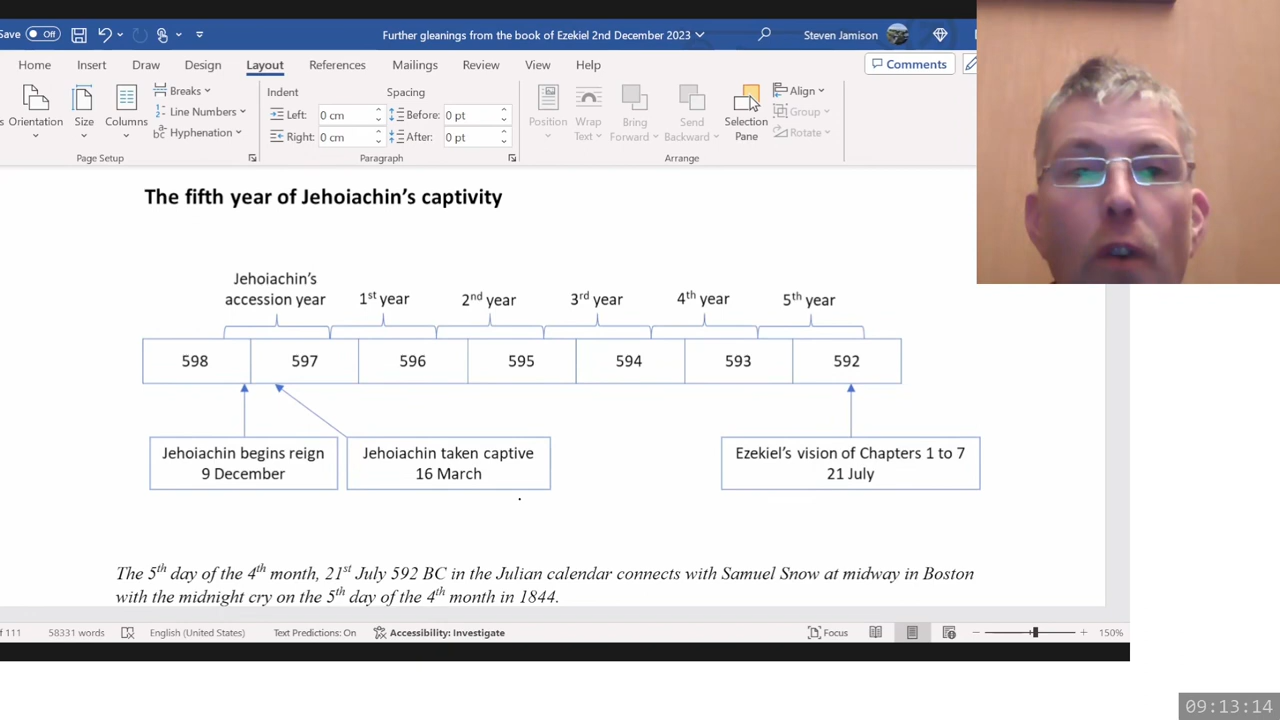 Save Off Further gleanings from the book of Ezekiel 2nd December 2023 Steven Jamison
Home Insert Draw Design Layout References Mailings Review View Help Comments
Breaks Indent Spacing Align
Line Numbers Left: 0 cm Before: 0 pt Group
Orientation Size Columns Hyphenation Right: 0 cm After: 0 pt Position Wrap Text Bring Forward Send Backward Selection Pane Rotate
Page Setup Paragraph Arrange
The fifth year of Jehoiachin’s captivity
Jehoiachin’s
accession year 1st year 2nd year 3rd year 4th year 5th year
598 597 596 595 594 593 592
Jehoiachin begins reign Jehoiachin taken captive Ezekiel’s vision of Chapters 1 to 7
9 December 16 March 21 July
The 5th day of the 4th month, 21st July 592 BC in the Julian calendar connects with Samuel Snow at midway in Boston
with the midnight cry on the 5th day of the 4th month in 1844.
of 111 58331 words English (United States) Text Predictions: On Accessibility: Investigate Focus 150%
09:13:14